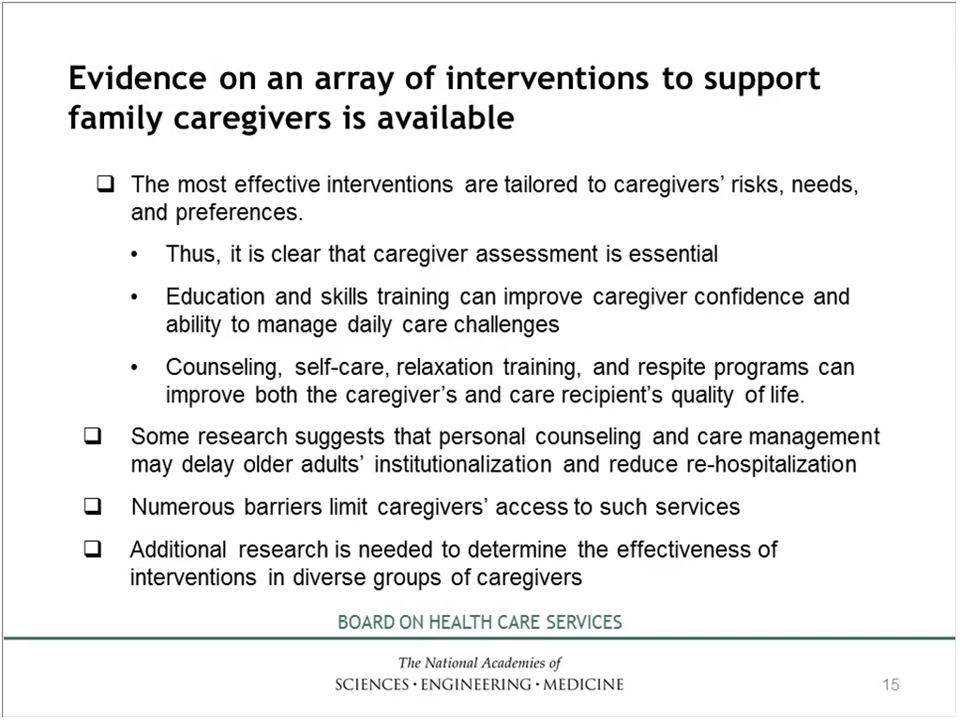 Evidence on an array of interventions to support
family caregivers is available
❑ The most effective interventions are tailored to caregivers’ risks, needs,
and preferences.
• Thus, it is clear that caregiver assessment is essential
• Education and skills training can improve caregiver confidence and
ability to manage daily care challenges
• Counseling, self-care, relaxation training, and respite programs can
improve both the caregiver’s and care recipient’s quality of life.
❑ Some research suggests that personal counseling and care management
may delay older adults’ institutionalization and reduce re-hospitalization
❑ Numerous barriers limit caregivers’ access to such services
❑ Additional research is needed to determine the effectiveness of
interventions in diverse groups of caregivers
BOARD ON HEALTH CARE SERVICES
The National Academies of
SCIENCES · ENGINEERING · MEDICINE
15